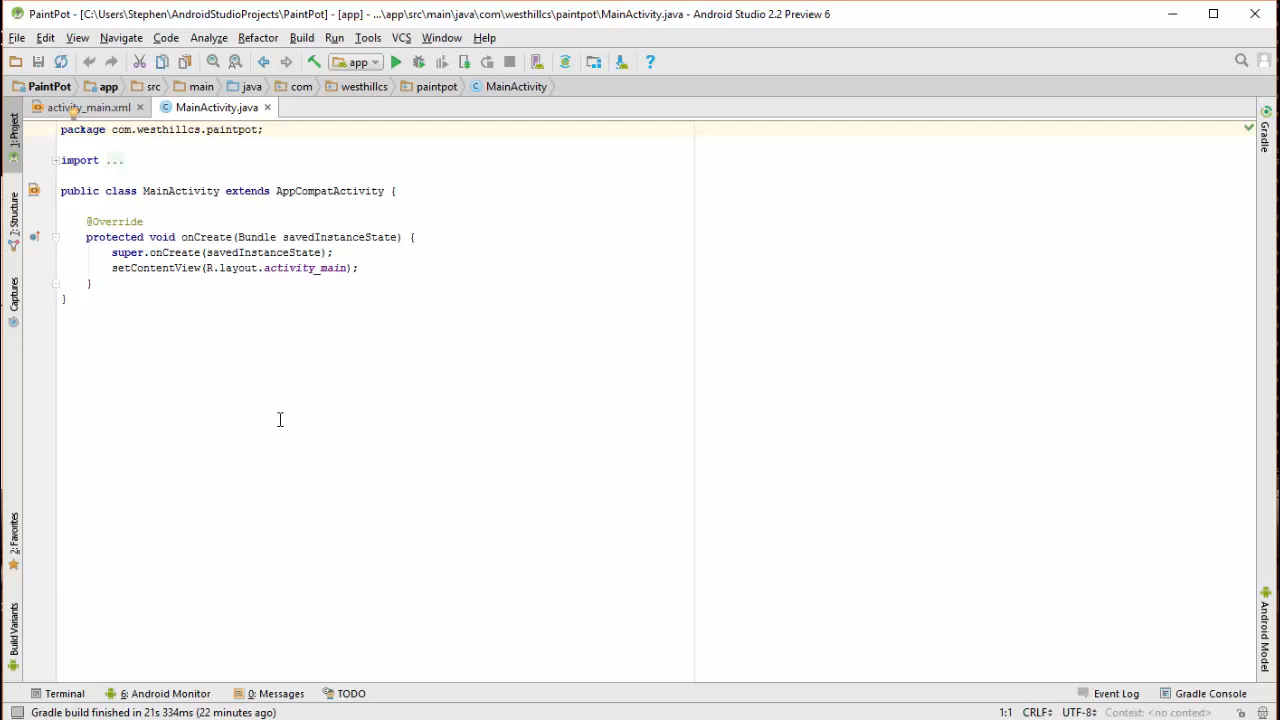 PaintPot - [C:\Users\Stephen\AndroidStudioProjects\PaintPot] - [app] - ...\app\src\main\java\com\westhillcs\paintpot\MainActivity.java - Android Studio 2.2 Preview 6
File Edit View Navigate Code Analyze Refactor Build Run Tools VCS Window Help
app
PaintPot app src main java com westhillcs paintpot MainActivity
activity_main.xml MainActivity.java
1: Project
2: Structure
Captures
2: Favorites
Build Variants
package com.westhillcs.paintpot;
import ...
public class MainActivity extends AppCompatActivity {
@Override
protected void onCreate(Bundle savedInstanceState) {
super.onCreate(savedInstanceState);
setContentView(R.layout.activity_main);
}
}
Gradle
Android Model
Terminal 6: Android Monitor 0: Messages TODO Event Log Gradle Console
Gradle build finished in 21s 334ms (22 minutes ago) 1:1 CRLF÷ UTF-8÷ Context: <no context>